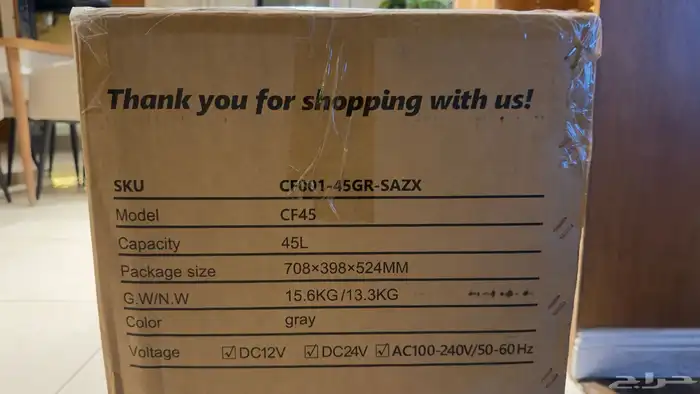 Thank you for shopping with us!
SKU CF001-45GR-SAZX
Model CF45
Capacity 45L
Package size 708×398×524MM
G.W/N.W 15.6KG/13.3KG
Color gray
Voltage ☑DC12V ☑DC24V ☑AC100-240V/50-60Hz
حراج